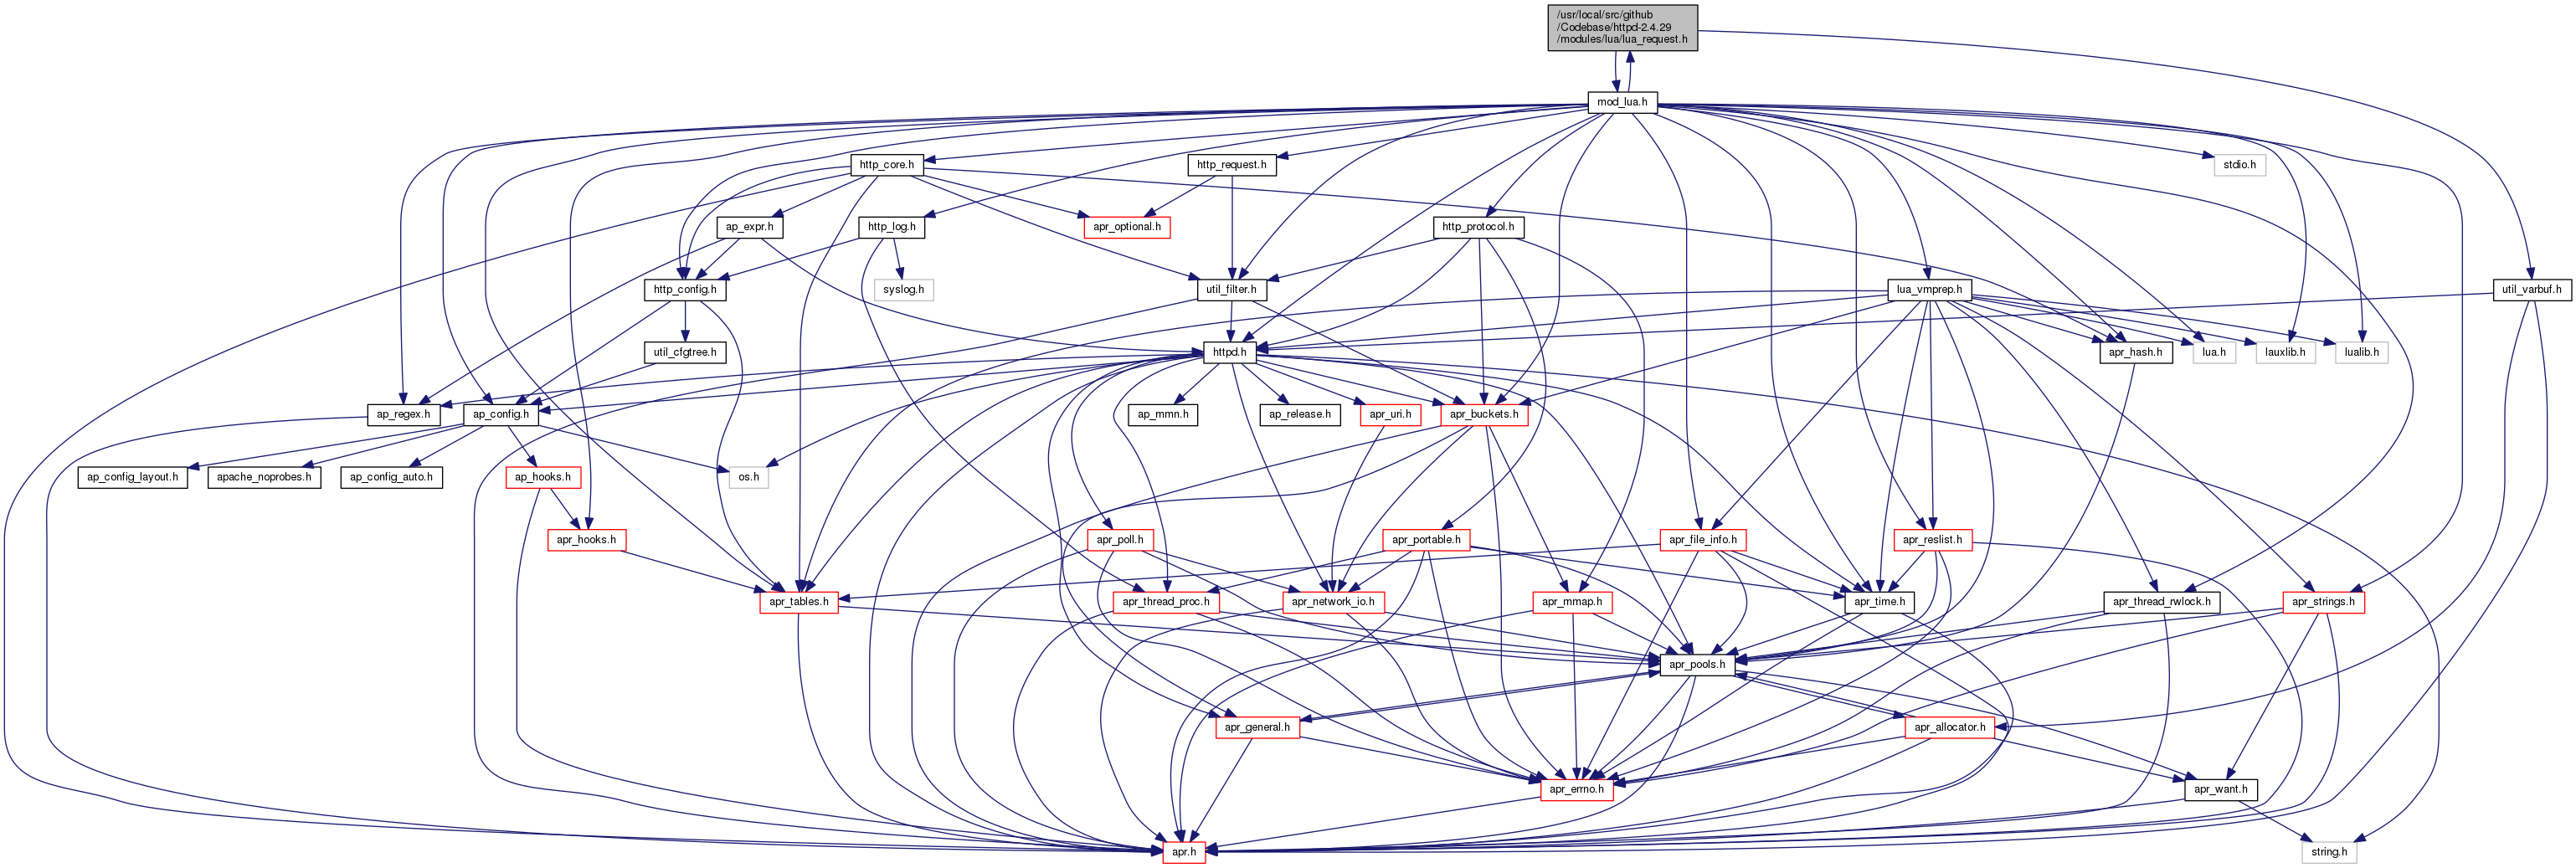 /usr/local/src/github
/Codebase/httpd-2.4.29
/modules/lua/lua_request.h
mod_lua.h
http_core.h
http_request.h
stdio.h
ap_expr.h
http_log.h
apr_optional.h
http_protocol.h
http_config.h
syslog.h
util_filter.h
lua_vmprep.h
util_varbuf.h
util_cfgtree.h
httpd.h
apr_hash.h
lua.h
lauxlib.h
lualib.h
ap_regex.h
ap_config.h
ap_mmn.h
ap_release.h
apr_uri.h
apr_buckets.h
ap_config_layout.h
apache_noprobes.h
ap_config_auto.h
ap_hooks.h
os.h
apr_hooks.h
apr_poll.h
apr_portable.h
apr_file_info.h
apr_reslist.h
apr_tables.h
apr_thread_proc.h
apr_network_io.h
apr_mmap.h
apr_time.h
apr_thread_rwlock.h
apr_strings.h
apr_pools.h
apr_general.h
apr_allocator.h
apr_errno.h
apr_want.h
apr.h
string.h